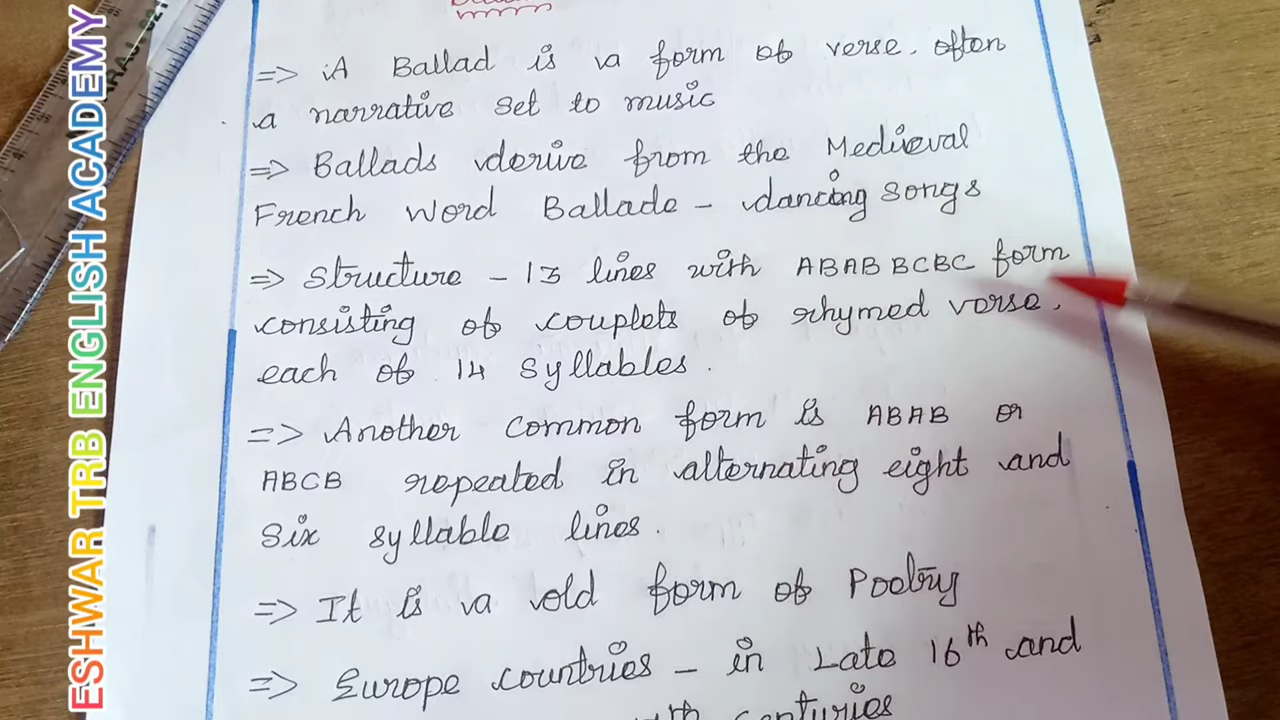 => A Ballad is a form of verse, often
a narrative set to music
=> Ballads derive from the Medieval
French Word Ballade - dancing songs
=> Structure - 13 lines with ABAB BCBC form
consisting of couplets of rhymed verse,
each of 14 syllables.
=> Another common form is ABAB or
ABCB repeated in alternating eight and
six syllable lines.
=> It is a old form of Poetry
=> Europe countries - in Late 16th and
th centuries
ESHWAR TRB ENGLISH ACADEMY